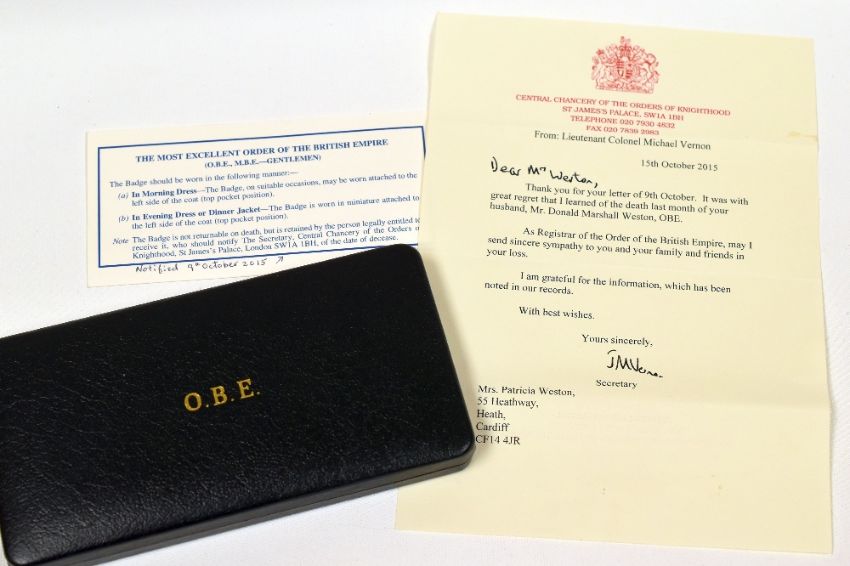 THE MOST EXCELLENT ORDER OF THE BRITISH EMPIRE
(O.B.E., M.B.E.—GENTLEMEN)
The Badge should be worn in the following manner:—
(a) In Morning Dress—The Badge, on suitable occasions, may be worn attached to the
left side of the coat (top pocket position).
(b) In Evening Dress or Dinner Jacket—The Badge is worn in miniature attached to
the left side of the coat (top pocket position).
Note The Badge is not returnable on death, but is retained by the person legally entitled to
receive it, who should notify The Secretary, Central Chancery of the Orders of
Knighthood, St James's Palace, London SW1A 1BH, of the date of decease.
Notified 9th October 2015
O.B.E.
CENTRAL CHANCERY OF THE ORDERS OF KNIGHTHOOD
ST JAMES'S PALACE, SW1A 1BH
TELEPHONE 020 7930 4832
FAX 020 7839 2983
From: Lieutenant Colonel Michael Vernon
15th October 2015
Dear Mrs Weston,
Thank you for your letter of 9th October. It was with
great regret that I learned of the death last month of your
husband, Mr. Donald Marshall Weston, OBE.
As Registrar of the Order of the British Empire, may I
send sincere sympathy to you and your family and friends in
your loss.
I am grateful for the information, which has been
noted in our records.
With best wishes.
Yours sincerely,
JMVernon
Secretary
Mrs. Patricia Weston,
55 Heathway,
Heath,
Cardiff
CF14 4JR